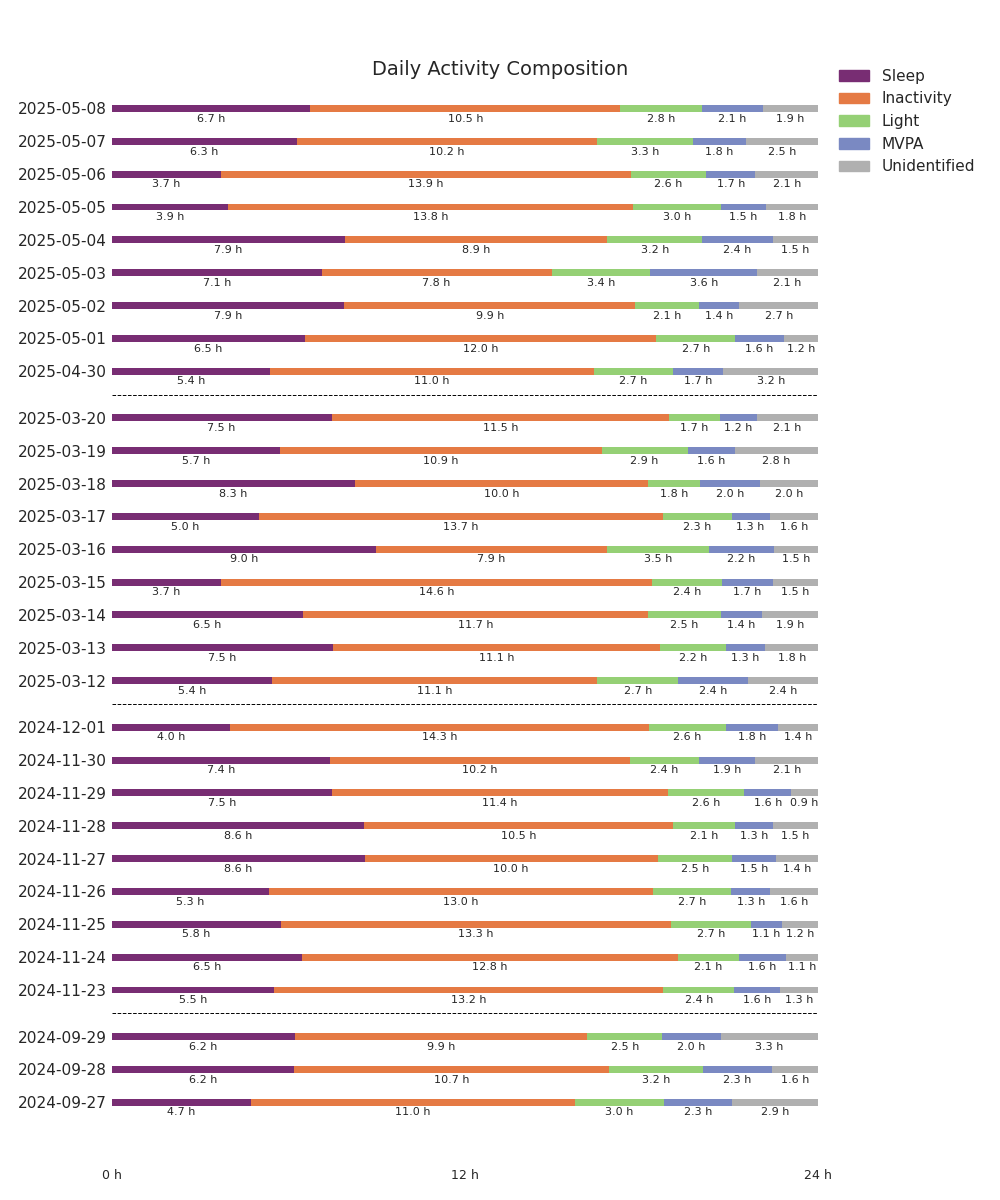 Daily Activity Composition
Sleep
Inactivity
Light
MVPA
Unidentified
2025-05-08
6.7 h 10.5 h 2.8 h 2.1 h 1.9 h
2025-05-07
6.3 h 10.2 h 3.3 h 1.8 h 2.5 h
2025-05-06
3.7 h 13.9 h 2.6 h 1.7 h 2.1 h
2025-05-05
3.9 h 13.8 h 3.0 h 1.5 h 1.8 h
2025-05-04
7.9 h 8.9 h 3.2 h 2.4 h 1.5 h
2025-05-03
7.1 h 7.8 h 3.4 h 3.6 h 2.1 h
2025-05-02
7.9 h 9.9 h 2.1 h 1.4 h 2.7 h
2025-05-01
6.5 h 12.0 h 2.7 h 1.6 h 1.2 h
2025-04-30
5.4 h 11.0 h 2.7 h 1.7 h 3.2 h
2025-03-20
7.5 h 11.5 h 1.7 h 1.2 h 2.1 h
2025-03-19
5.7 h 10.9 h 2.9 h 1.6 h 2.8 h
2025-03-18
8.3 h 10.0 h 1.8 h 2.0 h 2.0 h
2025-03-17
5.0 h 13.7 h 2.3 h 1.3 h 1.6 h
2025-03-16
9.0 h 7.9 h 3.5 h 2.2 h 1.5 h
2025-03-15
3.7 h 14.6 h 2.4 h 1.7 h 1.5 h
2025-03-14
6.5 h 11.7 h 2.5 h 1.4 h 1.9 h
2025-03-13
7.5 h 11.1 h 2.2 h 1.3 h 1.8 h
2025-03-12
5.4 h 11.1 h 2.7 h 2.4 h 2.4 h
2024-12-01
4.0 h 14.3 h 2.6 h 1.8 h 1.4 h
2024-11-30
7.4 h 10.2 h 2.4 h 1.9 h 2.1 h
2024-11-29
7.5 h 11.4 h 2.6 h 1.6 h 0.9 h
2024-11-28
8.6 h 10.5 h 2.1 h 1.3 h 1.5 h
2024-11-27
8.6 h 10.0 h 2.5 h 1.5 h 1.4 h
2024-11-26
5.3 h 13.0 h 2.7 h 1.3 h 1.6 h
2024-11-25
5.8 h 13.3 h 2.7 h 1.1 h 1.2 h
2024-11-24
6.5 h 12.8 h 2.1 h 1.6 h 1.1 h
2024-11-23
5.5 h 13.2 h 2.4 h 1.6 h 1.3 h
2024-09-29
6.2 h 9.9 h 2.5 h 2.0 h 3.3 h
2024-09-28
6.2 h 10.7 h 3.2 h 2.3 h 1.6 h
2024-09-27
4.7 h 11.0 h 3.0 h 2.3 h 2.9 h
0 h 12 h 24 h